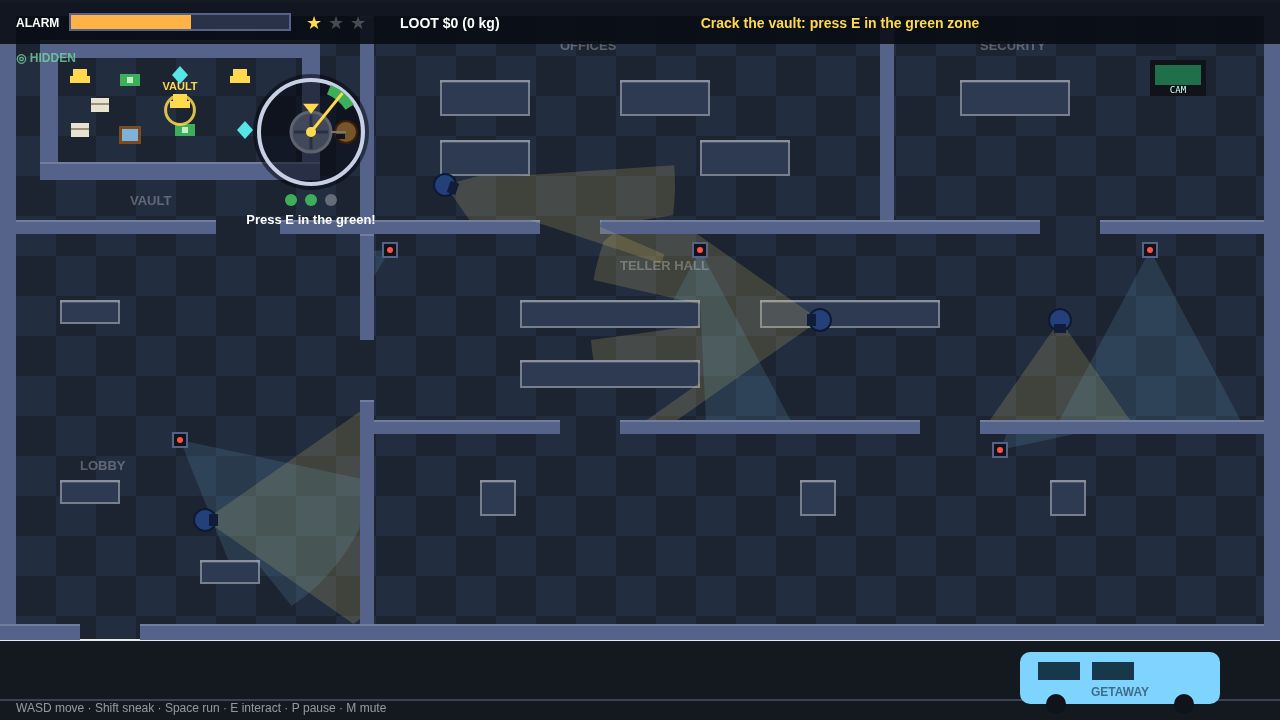 ALARM
★ ★ ★
LOOT $0 (0 kg)
Crack the vault: press E in the green zone
◎ HIDDEN
OFFICES
SECURITY
VAULT
CAM
VAULT
Press E in the green!
TELLER HALL
LOBBY
GETAWAY
WASD move · Shift sneak · Space run · E interact · P pause · M mute